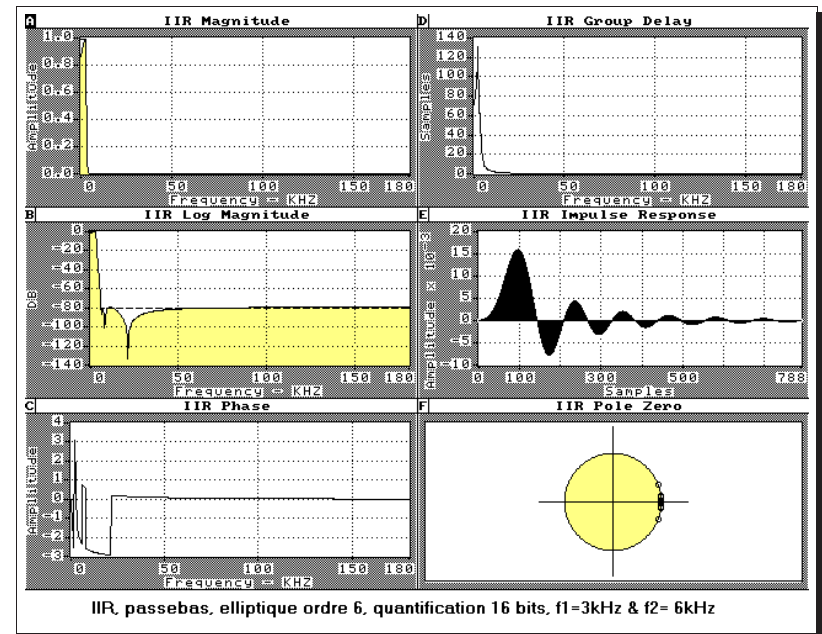 A IIR Magnitude
Amplitude
1.0
0.8
0.6
0.4
0.2
0.0
0 50 100 150 180
Frequency - KHZ
D IIR Group Delay
Samples
140
120
100
80
60
40
20
0
0 50 100 150 180
Frequency - KHZ
B IIR Log Magnitude
DB
0
-20
-40
-60
-80
-100
-120
-140
0 50 100 150 180
Frequency - KHZ
E IIR Impulse Response
Amplitude x 10-3
20
15
10
5
0
-5
-10
0 100 300 500 788
Samples
C IIR Phase
Amplitude
4
3
2
1
0
-1
-2
-3
0 50 100 150 180
Frequency - KHZ
F IIR Pole Zero
IIR, passebas, elliptique ordre 6, quantification 16 bits, f1=3kHz & f2= 6kHz